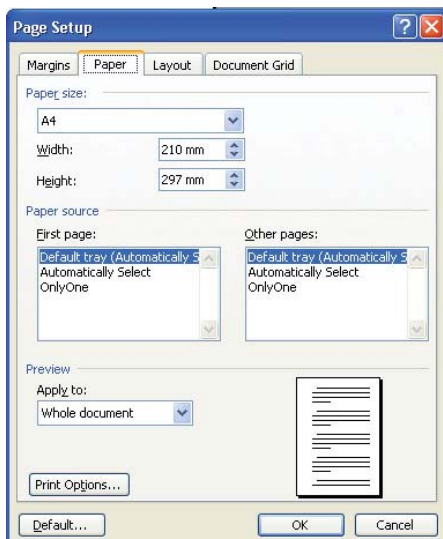 Page Setup
Margins Paper Layout Document Grid
Paper size:
A4
Width: 210 mm
Height: 297 mm
Paper source
First page: Other pages:
Default tray (Automatically S Default tray (Automatically S
Automatically Select Automatically Select
OnlyOne OnlyOne
Preview
Apply to:
Whole document
Print Options...
Default... OK Cancel